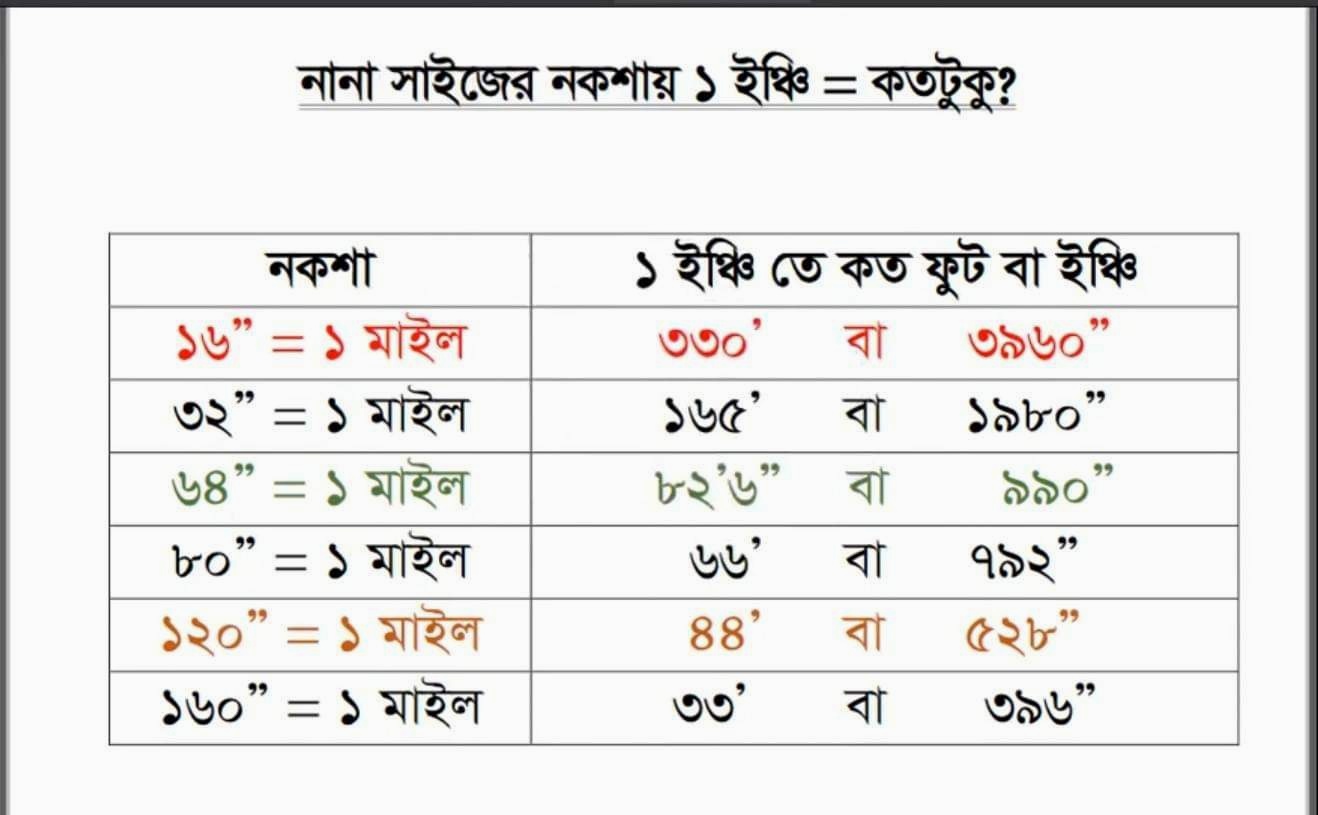 নানা সাইজের নকশায় ১ ইঞ্চি = কতটুকু?
নকশা ১ ইঞ্চি তে কত ফুট বা ইঞ্চি
১৬” = ১ মাইল ৩৩০’ বা ৩৯৬০”
৩২” = ১ মাইল ১৬৫’ বা ১৯৮০”
৬৪” = ১ মাইল ৮২’৬” বা ৯৯০”
৮০” = ১ মাইল ৬৬’ বা ৭৯২”
১২০” = ১ মাইল ৪৪’ বা ৫২৮”
১৬০” = ১ মাইল ৩৩’ বা ৩৯৬”